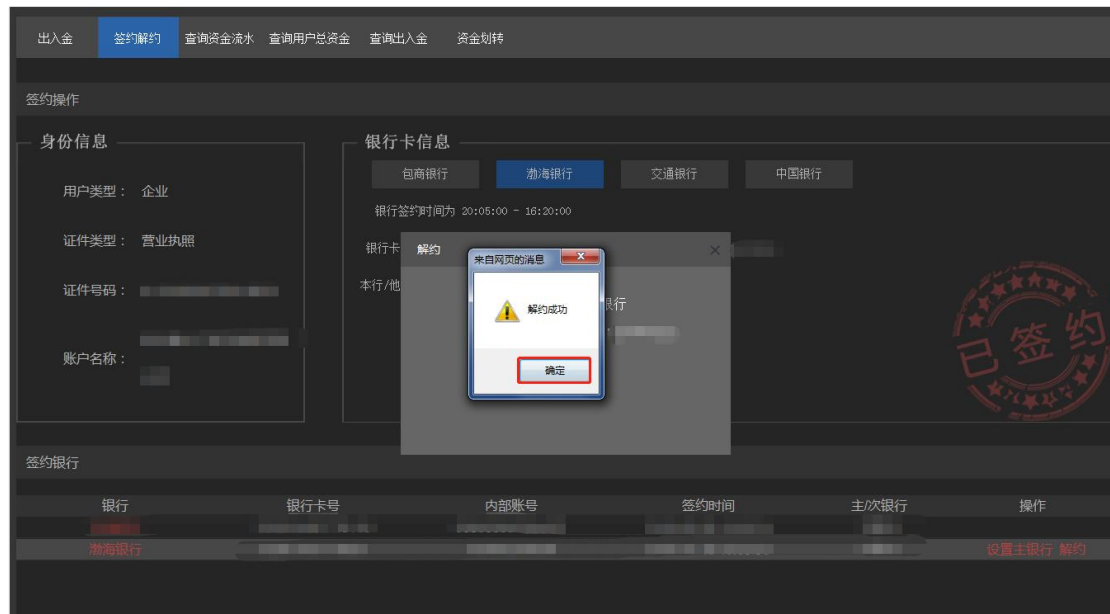 出入金 签约解约 查询资金流水 查询用户总资金 查询出入金 资金划转
签约操作
身份信息
用户类型： 企业
证件类型： 营业执照
证件号码：
账户名称：
银行卡信息
包商银行 渤海银行 交通银行 中国银行
银行签约时间为 20:05:00 - 16:20:00
银行卡
本行/他
解约 ×
来自网页的消息
解约成功
确定
银行
已签约
签约银行
银行 银行卡号 内部账号 签约时间 主/次银行 操作
渤海银行 设置主银行 解约